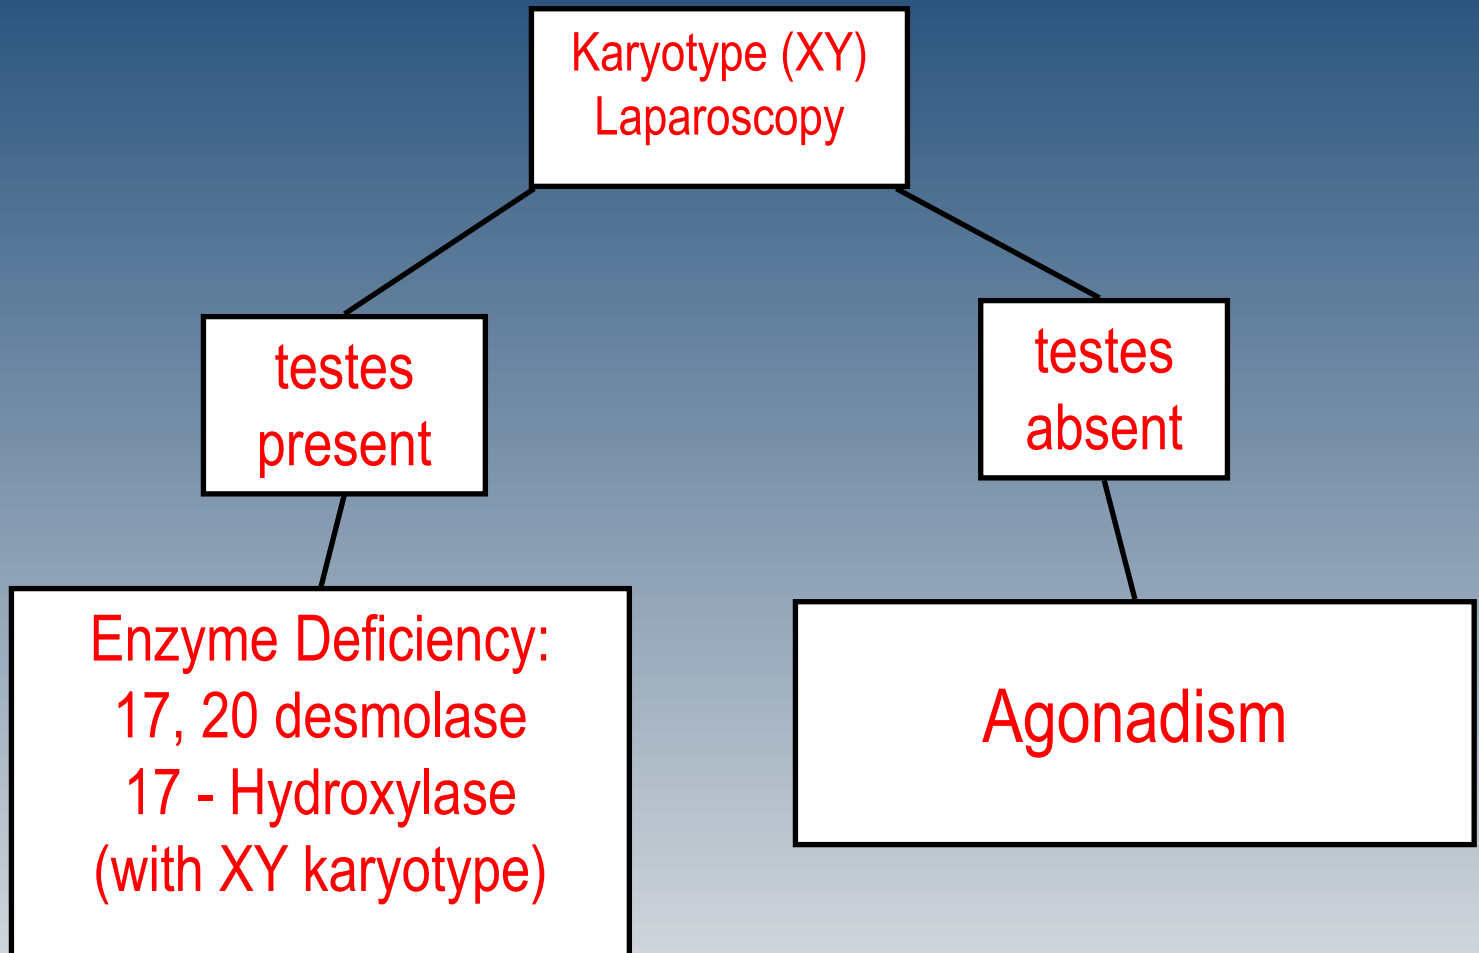 Karyotype (XY)
Laparoscopy
testes
present
testes
absent
Enzyme Deficiency:
17, 20 desmolase
17 - Hydroxylase
(with XY karyotype)
Agonadism